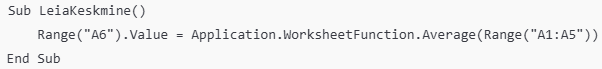 Sub LeiaKeskmine()
    Range("A6").Value = Application.WorksheetFunction.Average(Range("A1:A5"))
End Sub